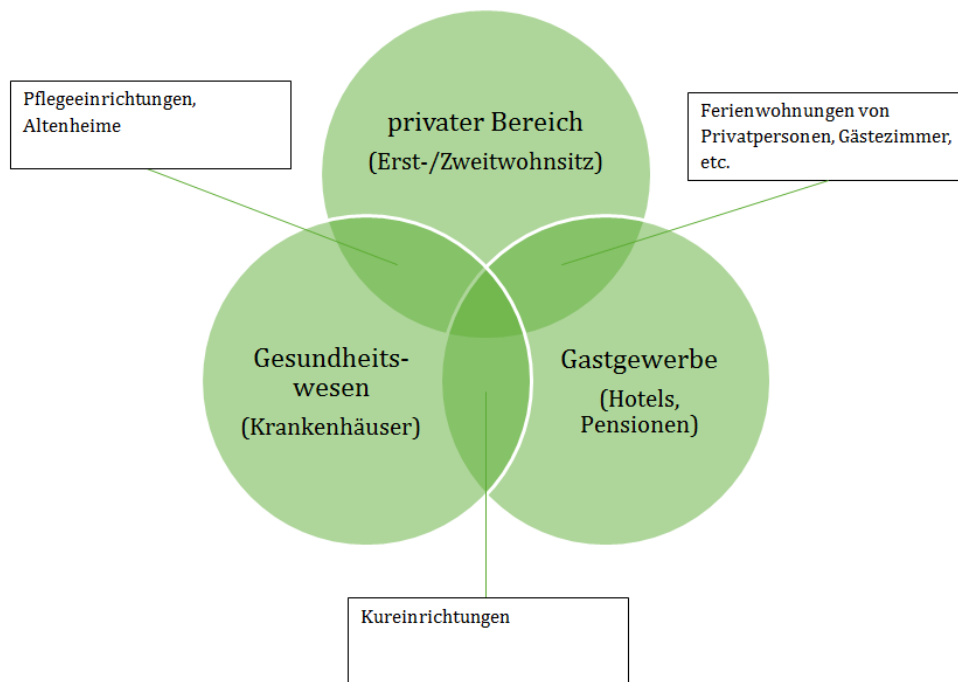 Pflegeeinrichtungen,
Altenheime
privater Bereich
(Erst-/Zweitwohnsitz)
Ferienwohnungen von
Privatpersonen, Gästezimmer,
etc.
Gesundheits-
wesen
(Krankenhäuser)
Gastgewerbe
(Hotels,
Pensionen)
Kureinrichtungen